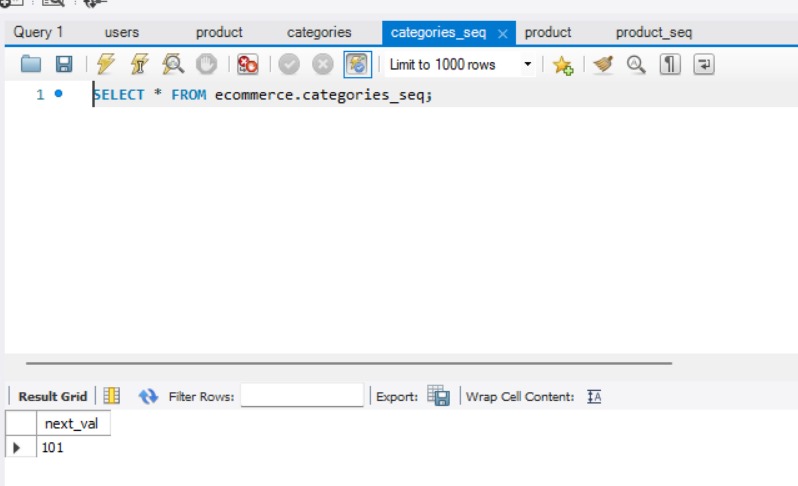 Query 1 users product categories categories_seq product product_seq
Limit to 1000 rows
1 SELECT * FROM ecommerce.categories_seq;
Result Grid Filter Rows: Export: Wrap Cell Content:
next_val
101